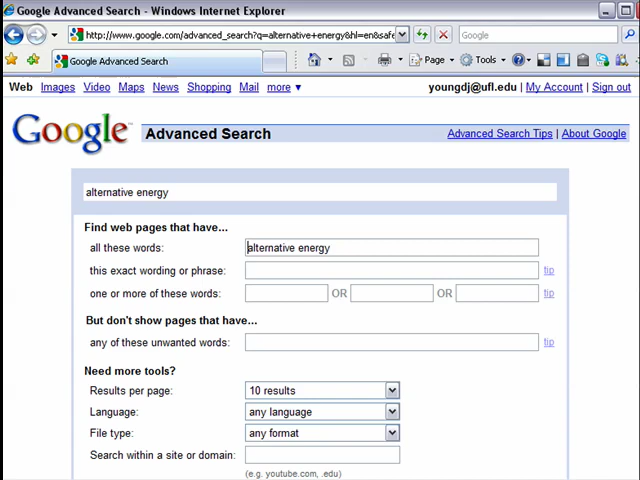 Google Advanced Search - Windows Internet Explorer
http://www.google.com/advanced_search?q=alternative+energy&hl=en&safe
Google
Google Advanced Search
Page
Tools
Web Images Video Maps News Shopping Mail more ▼
youngdj@ufl.edu | My Account | Sign out
Google™
Advanced Search
Advanced Search Tips | About Google
alternative energy
Find web pages that have...
all these words: alternative energy
this exact wording or phrase: tip
one or more of these words: OR OR tip
But don't show pages that have...
any of these unwanted words: tip
Need more tools?
Results per page: 10 results
Language: any language
File type: any format
Search within a site or domain:
(e.g. youtube.com, .edu)